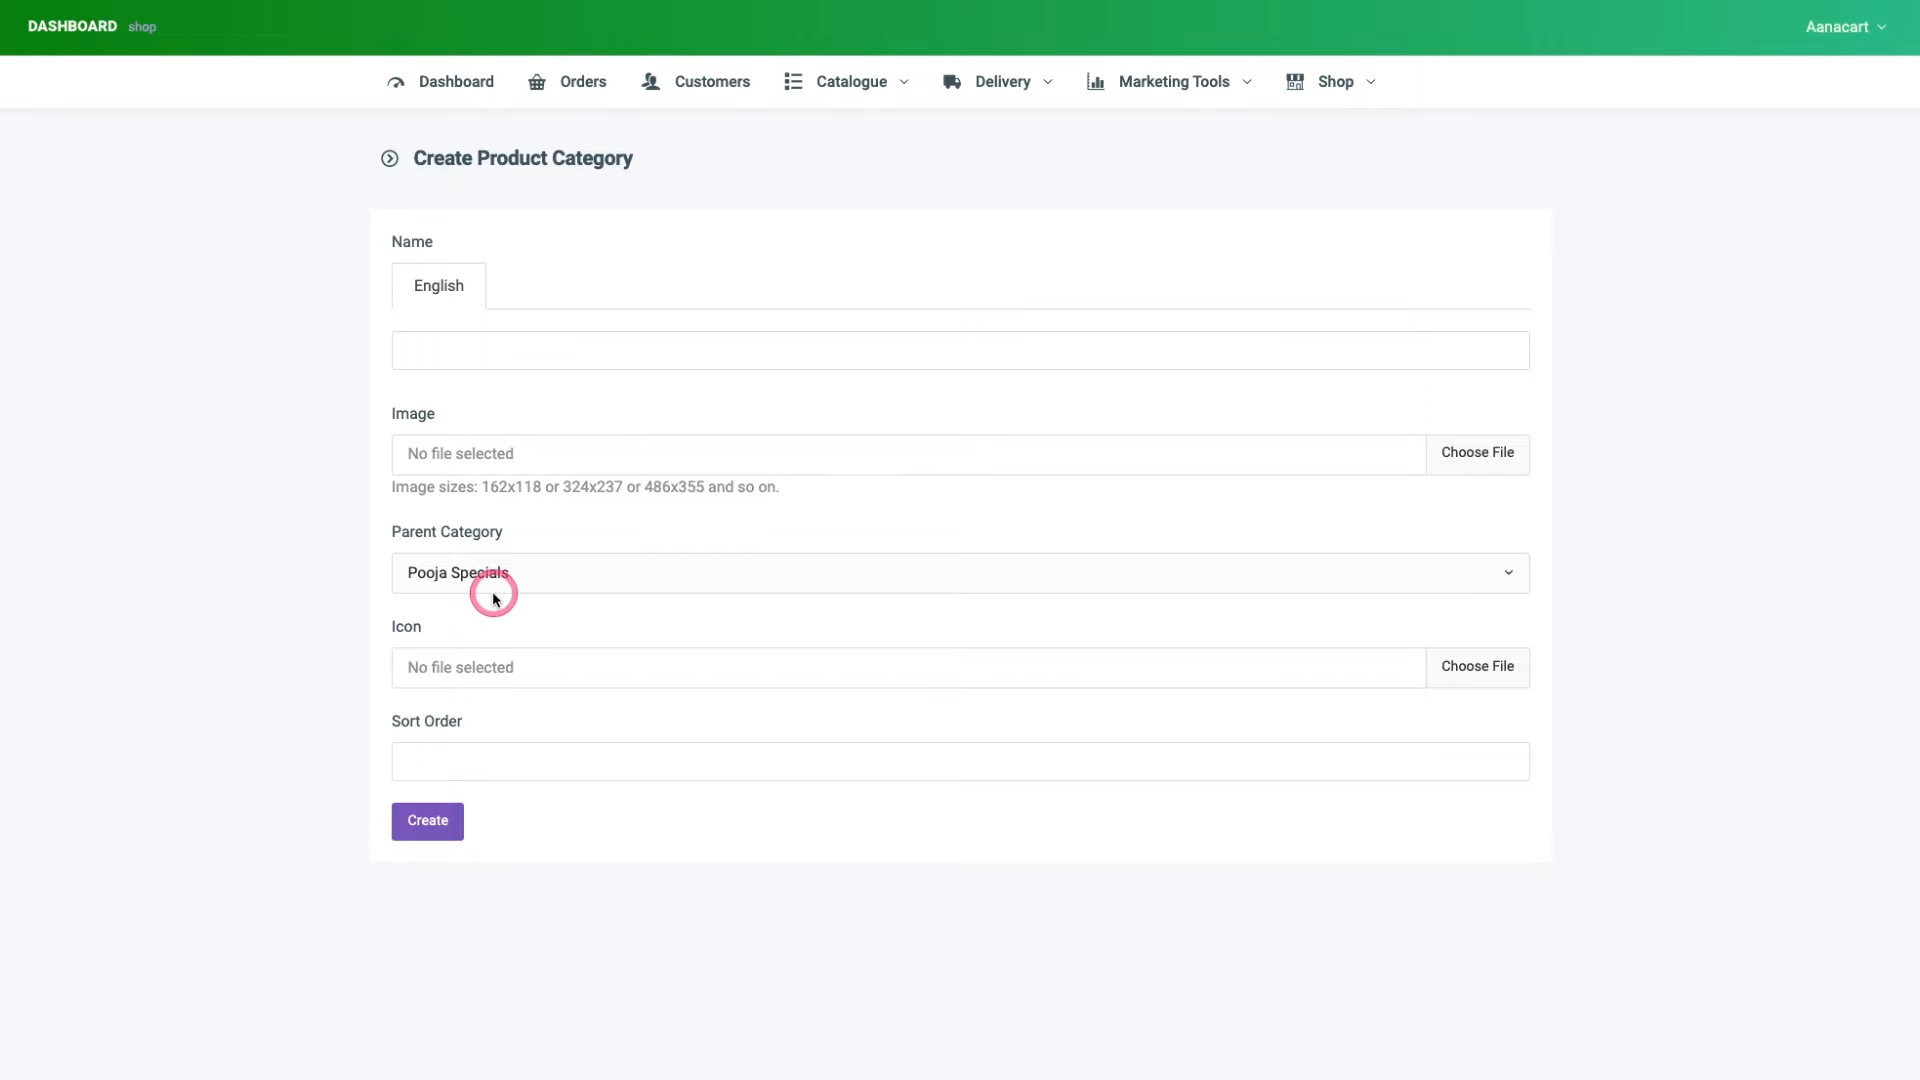 DASHBOARD shop
Aanacart
Dashboard Orders Customers Catalogue Delivery Marketing Tools Shop
Create Product Category
Name
English
Image
No file selected Choose File
Image sizes: 162x118 or 324x237 or 486x355 and so on.
Parent Category
Pooja Specials
Icon
No file selected Choose File
Sort Order
Create